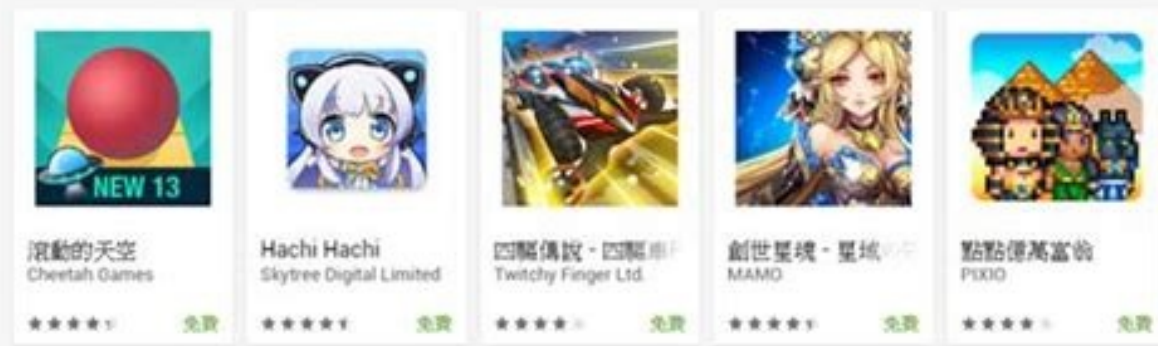 NEW 13
滾動的天空
Cheetah Games
免費
Hachi Hachi
Skytree Digital Limited
免費
四驅傳說 - 四驅車
Twitchy Finger Ltd.
免費
創世星魂 - 星域
MAMO
免費
點點億萬富翁
PIXIO
免費